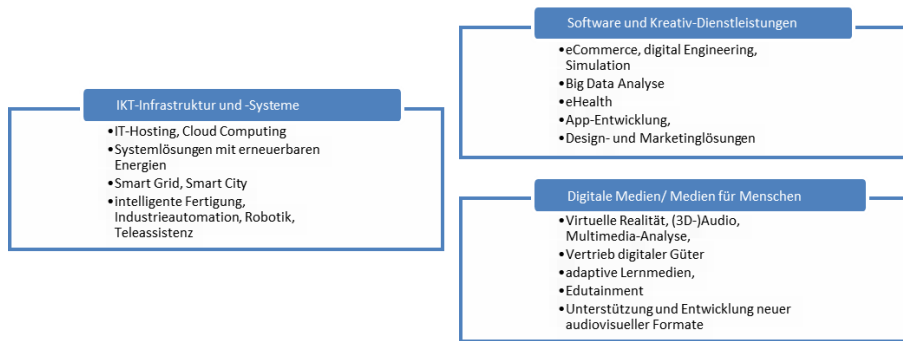 IKT-Infrastruktur und -Systeme
•IT-Hosting, Cloud Computing
•Systemlösungen mit erneuerbaren
Energien
•Smart Grid, Smart City
•intelligente Fertigung,
Industrieautomation, Robotik,
Teleassistenz
Software und Kreativ-Dienstleistungen
•eCommerce, digital Engineering,
Simulation
•Big Data Analyse
•eHealth
•App-Entwicklung,
•Design- und Marketinglösungen
Digitale Medien/ Medien für Menschen
•Virtuelle Realität, (3D-)Audio,
Multimedia-Analyse,
•Vertrieb digitaler Güter
•adaptive Lernmedien,
•Edutainment
•Unterstützung und Entwicklung neuer
audiovisueller Formate